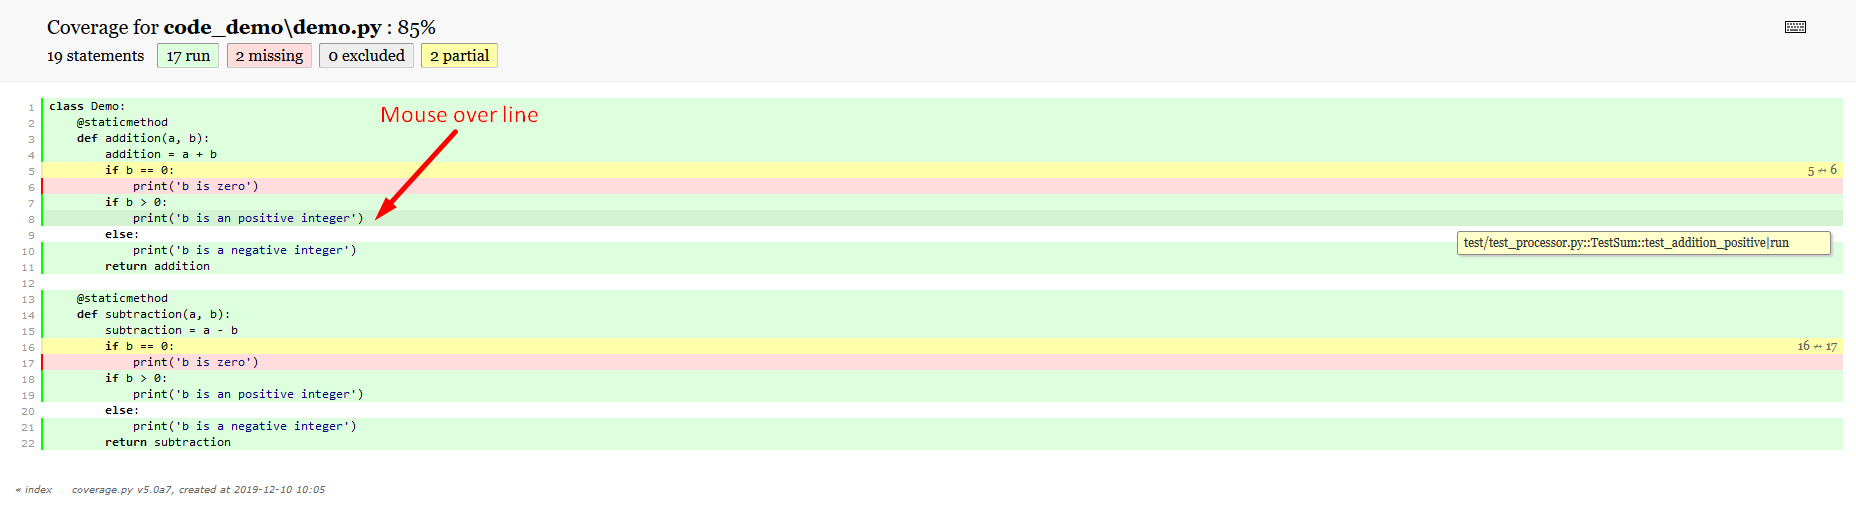 Coverage for code_demo\demo.py : 85%
19 statements 17 run 2 missing 0 excluded 2 partial
Mouse over line
1 class Demo:
2 @staticmethod
3 def addition(a, b):
4 addition = a + b
5 if b == 0: 5 ↛ 6
6 print('b is zero')
7 if b > 0:
8 print('b is an positive integer')
9 else:
test/test_processor.py::TestSum::test_addition_positive|run
10 print('b is a negative integer')
11 return addition
12
13 @staticmethod
14 def subtraction(a, b):
15 subtraction = a - b
16 if b == 0: 16 ↛ 17
17 print('b is zero')
18 if b > 0:
19 print('b is an positive integer')
20 else:
21 print('b is a negative integer')
22 return subtraction
« index coverage.py v5.0a7, created at 2019-12-10 10:05